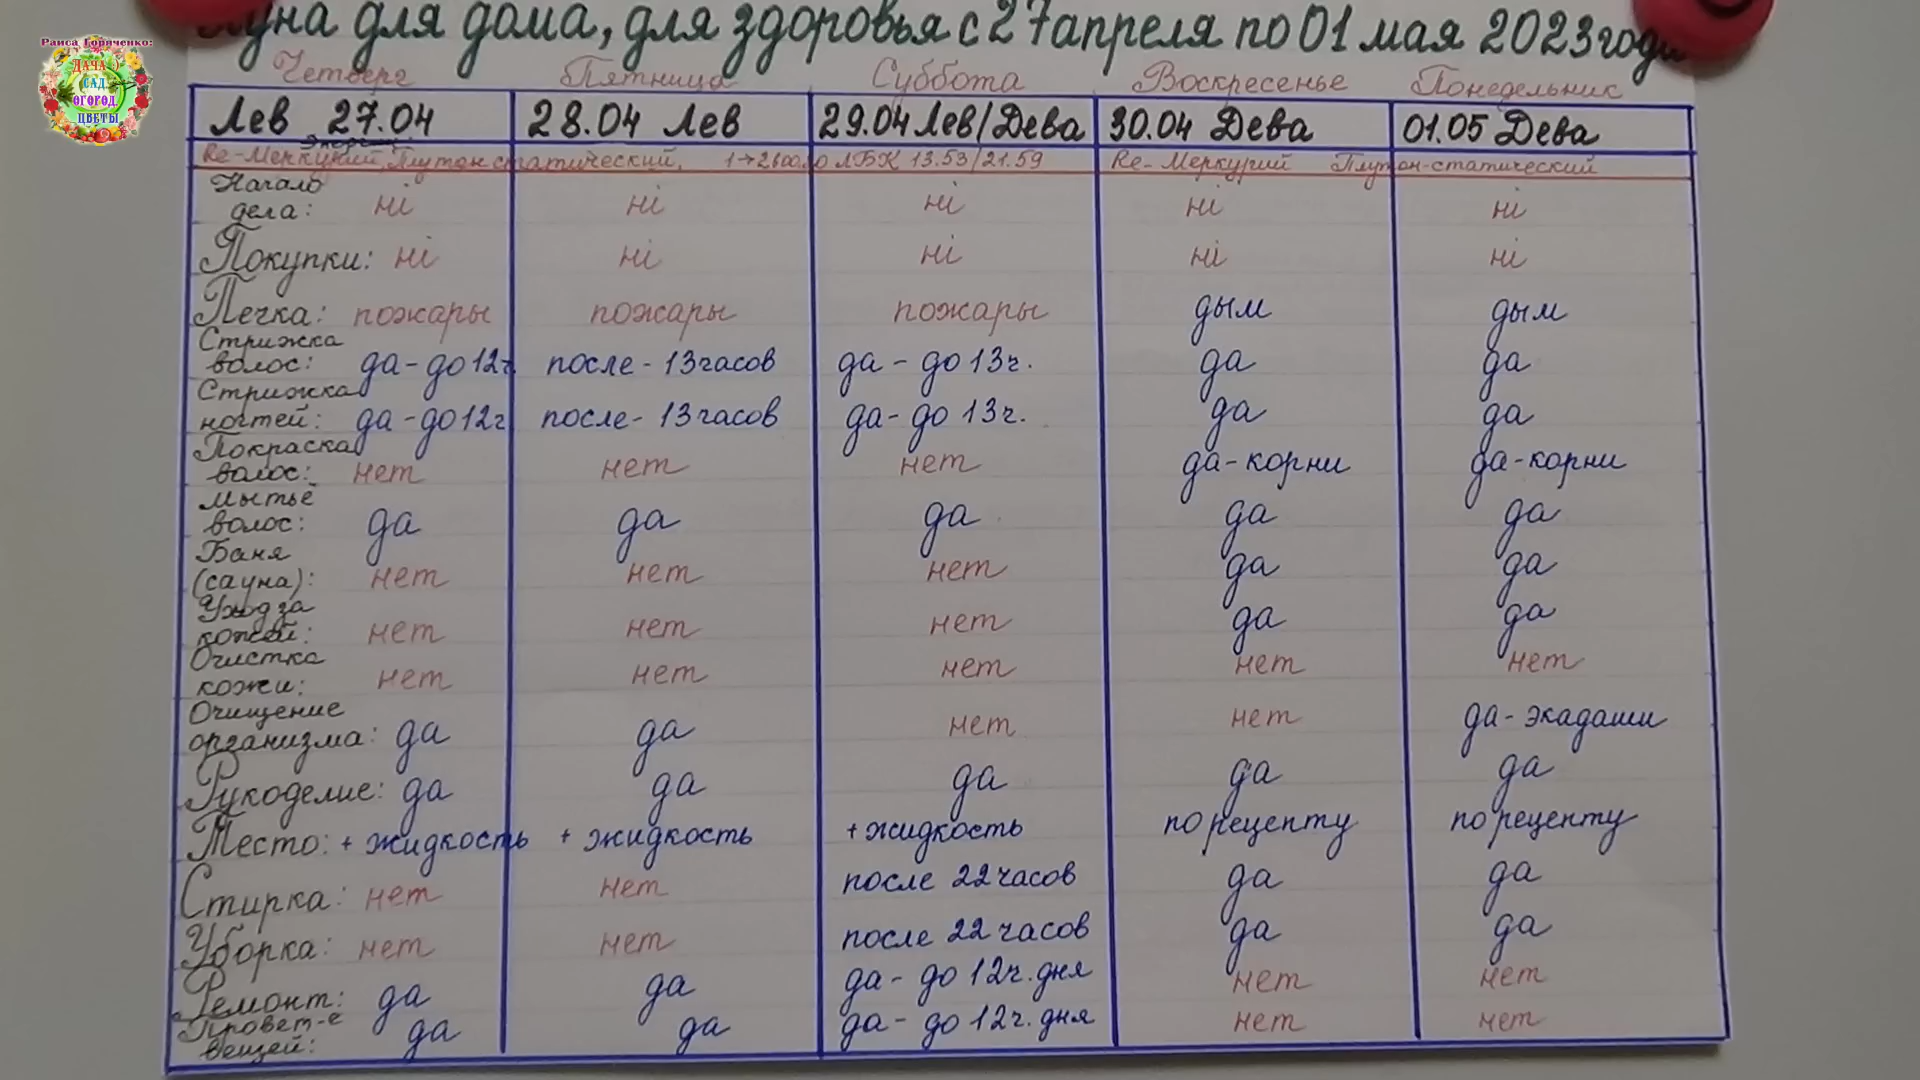 Раиса Горяченко:
ДАЧА
САД
ОГОРОД
ЦВЕТЫ
Луна для дома, для здоровья с 27 апреля по 01 мая 2023 года
Четверг Пятница Суббота Воскресенье Понедельник
Лев 27.04 28.04 Лев 29.04 Лев/Дева 30.04 Дева 01.05 Дева
Re-Меркурий, Плутон статический, ЛБК 13.53/21.59 Re-Меркурий Плутон-статический
Начало
дела: ні ні ні ні ні
Покупки: ні ні ні ні ні
Печка: пожары пожары пожары дым дым
Стрижка
волос: да-до 12ч после-13часов да-до 13ч. да да
Стрижка
ногтей: да-до 12ч после-13часов да-до 13ч. да да
Покраска
волос: нет нет нет да-корни да-корни
Мытьё
волос: да да да да да
Баня
(сауна): нет нет нет да да
Уход за
кожей: нет нет нет да да
Очистка
кожи: нет нет нет нет нет
Очищение
организма: да да нет нет да-экадаши
Рукоделие: да да да да да
Тесто: + жидкость + жидкость + жидкость по рецепту по рецепту
Стирка: нет нет после 22 часов да да
Уборка: нет нет после 22 часов да да
Ремонт: да да да-до 12ч. дня нет нет
Провет-е
вещей: да да да-до 12ч. дня нет нет